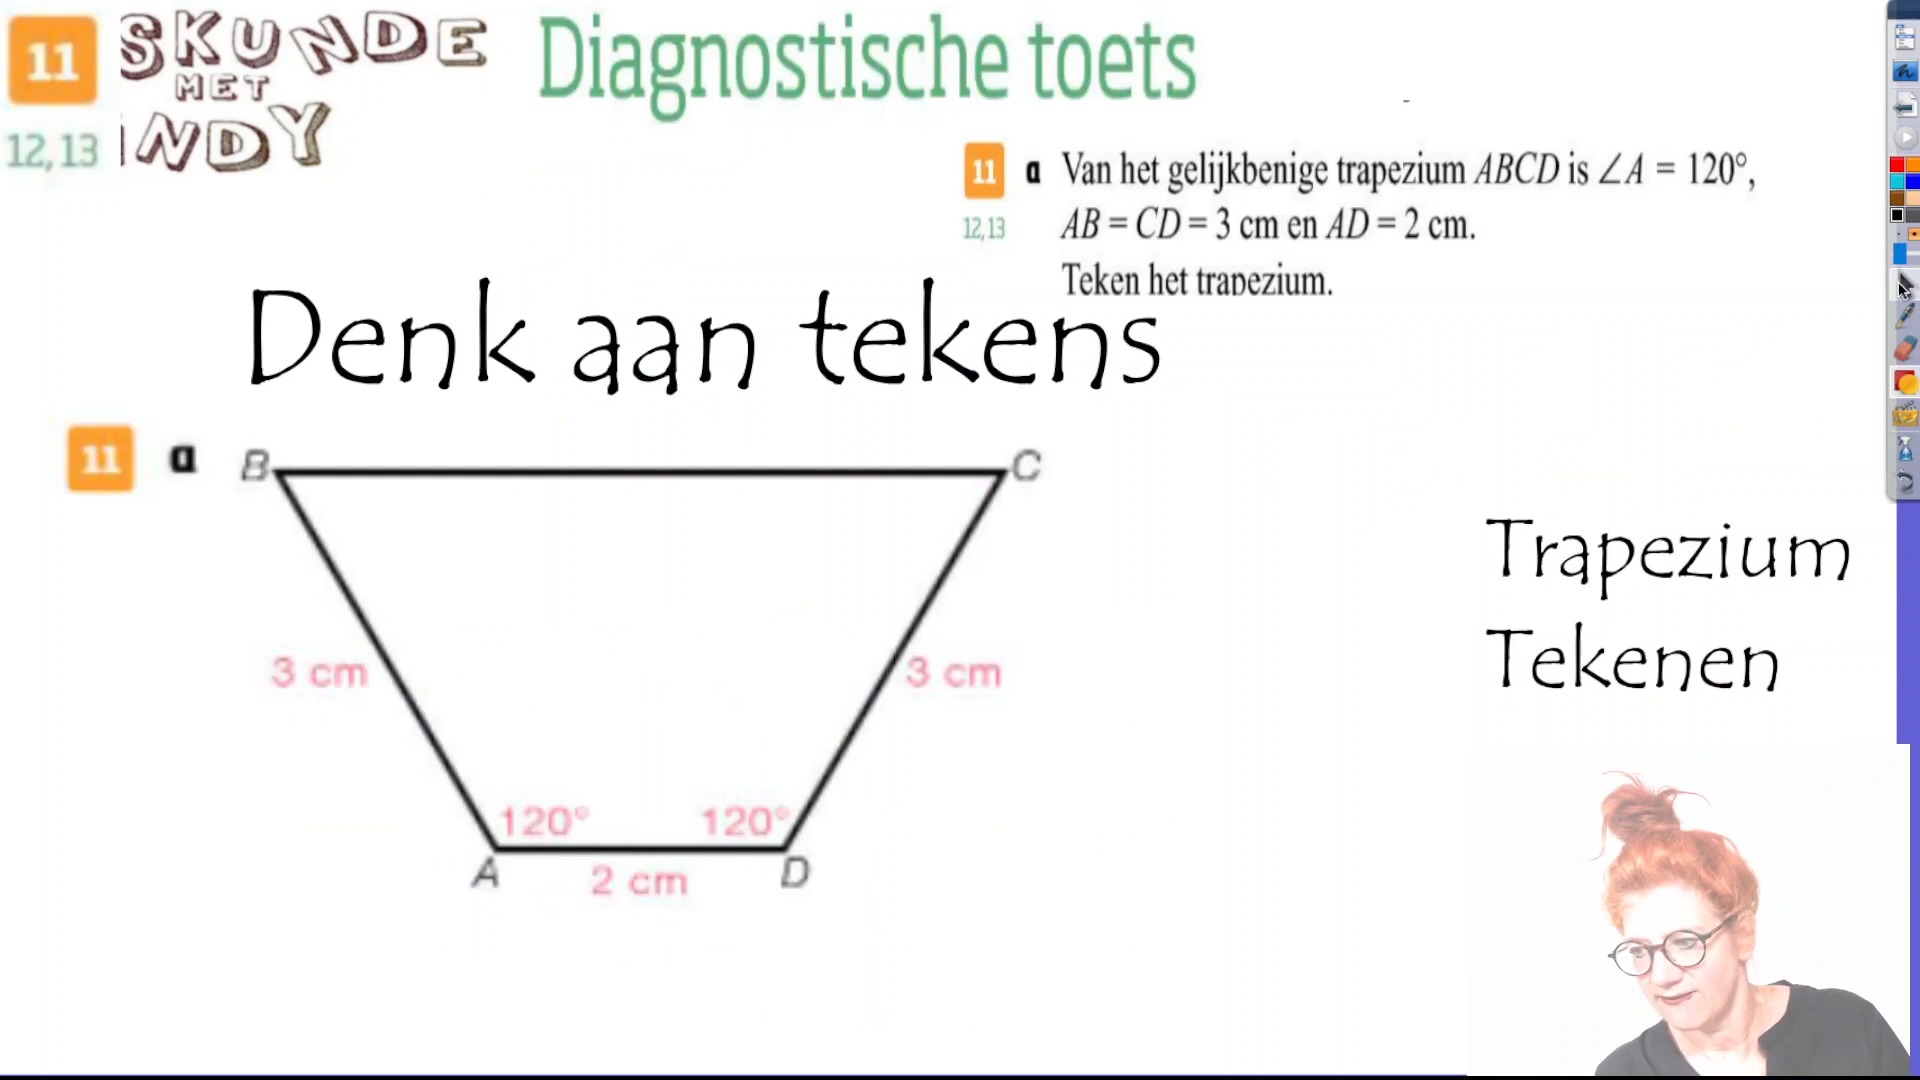 11
SKUNDE
MET
NDY
12, 13
Diagnostische toets
11 a Van het gelijkbenige trapezium ABCD is ∠A = 120°,
12, 13 AB = CD = 3 cm en AD = 2 cm.
Teken het trapezium.
Denk aan tekens
11 a B C
3 cm 3 cm
120° 120°
A 2 cm D
Trapezium
Tekenen